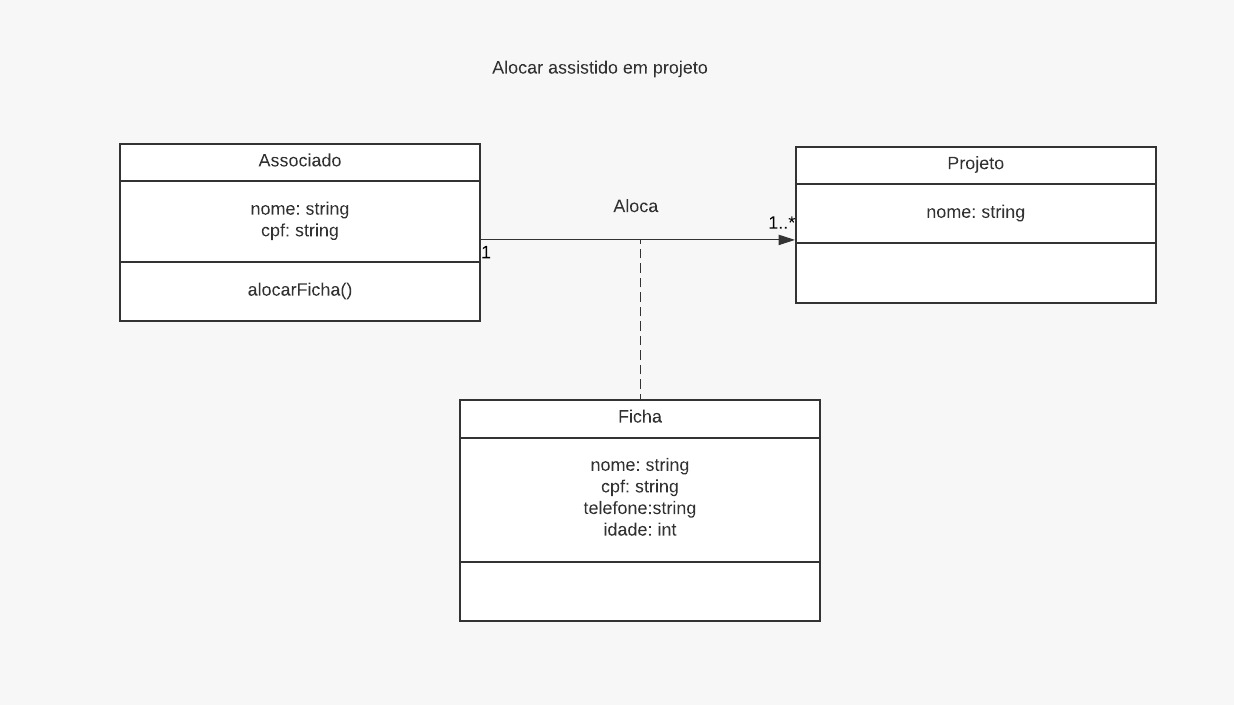 Alocar assistido em projeto
Associado
nome: string
cpf: string
alocarFicha()
Aloca
1
1..*
Projeto
nome: string
Ficha
nome: string
cpf: string
telefone:string
idade: int